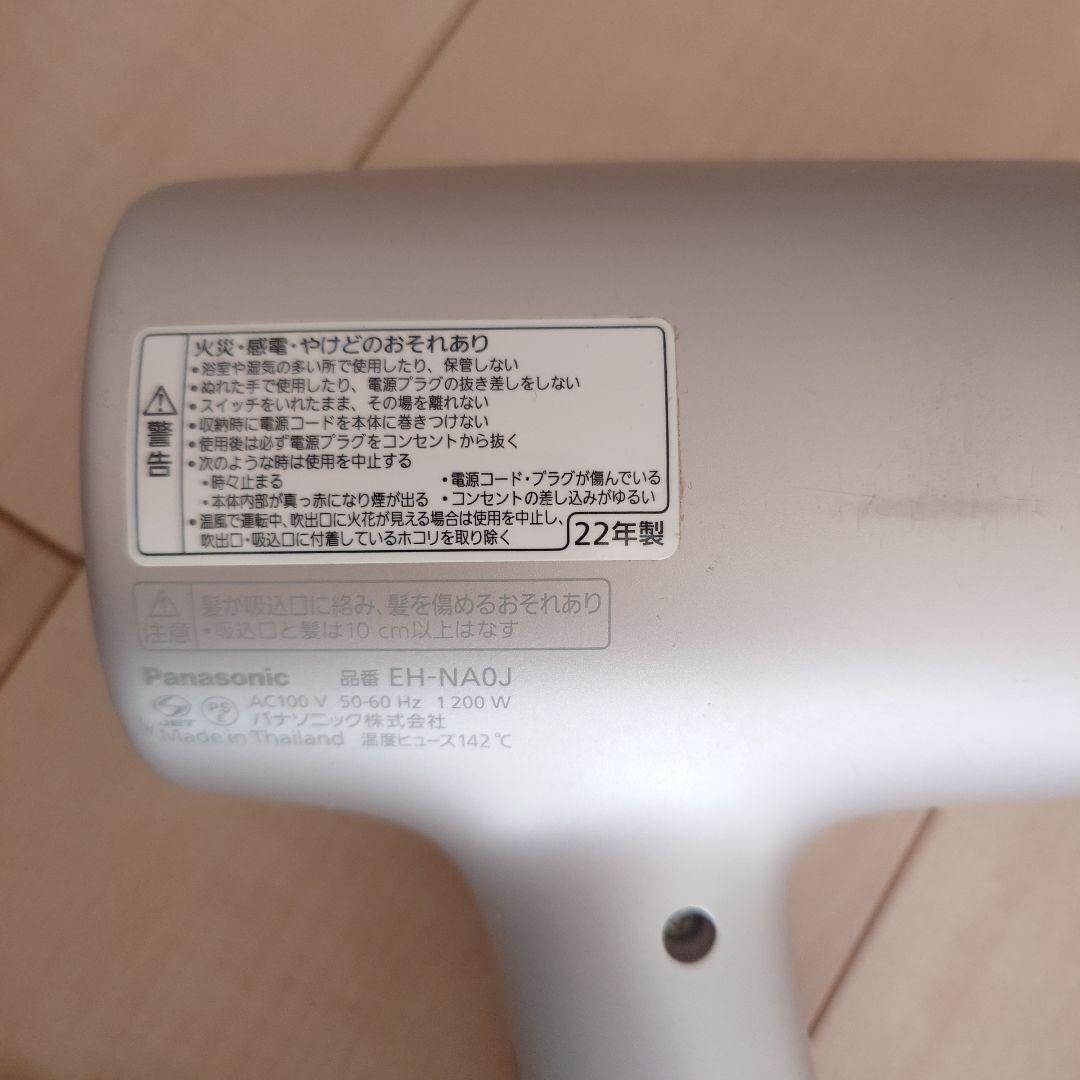 火災・感電・やけどのおそれあり
警告
・浴室や湿気の多い所で使用したり、保管しない
・ぬれた手で使用したり、電源プラグの抜き差しをしない
・スイッチをいれたまま、その場を離れない
・収納時に電源コードを本体に巻きつけない
・使用後は必ず電源プラグをコンセントから抜く
・次のような時は使用を中止する
・時々止まる ・電源コード・プラグが傷んでいる
・本体内部が真っ赤になり煙が出る ・コンセントの差し込みがゆるい
・温風で運転中、吹出口に火花が見える場合は使用を中止し、
吹出口・吸込口に付着しているホコリを取り除く
22年製
注意
髪が吸込口に絡み、髪を傷めるおそれあり
・吸込口と髪は10 cm以上はなす
Panasonic 品番 EH-NA0J
JET PS E AC100 V 50-60 Hz 1 200 W
パナソニック株式会社
Made in Thailand 温度ヒューズ142 ℃